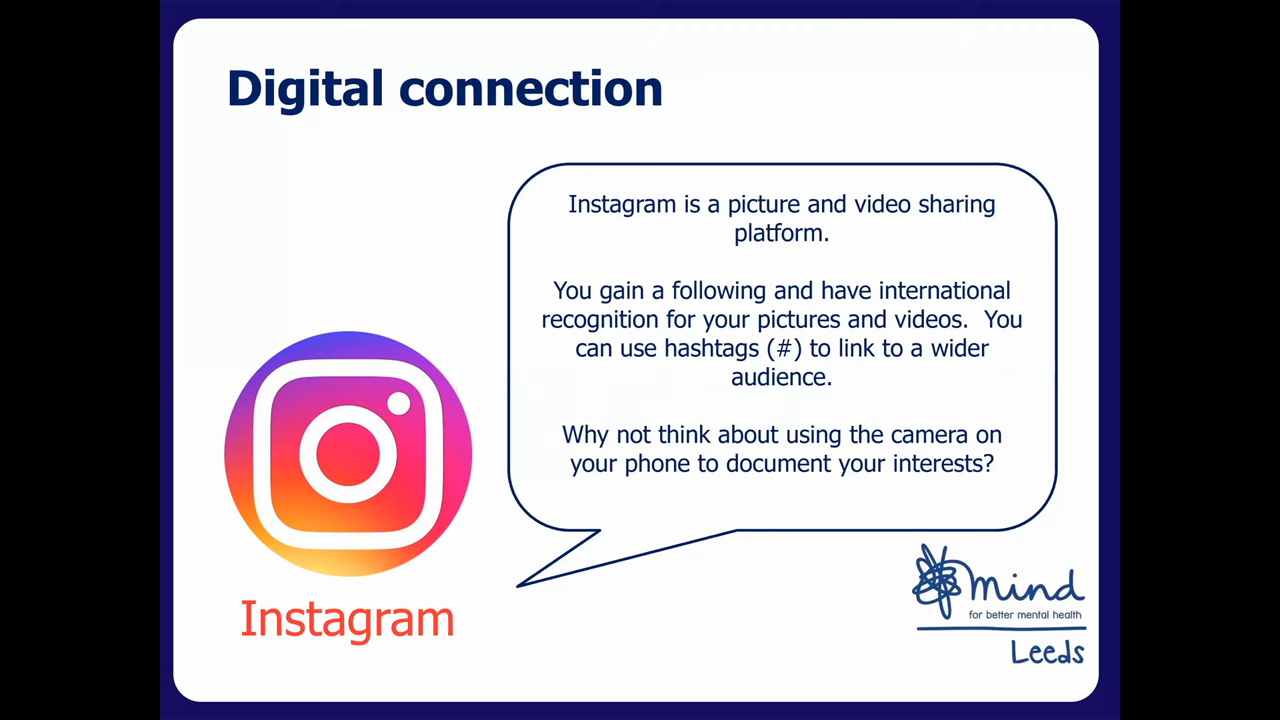 Digital connection
Instagram is a picture and video sharing
platform.
You gain a following and have international
recognition for your pictures and videos.  You
can use hashtags (#) to link to a wider
audience.
Why not think about using the camera on
your phone to document your interests?
Instagram
mind
for better mental health
Leeds